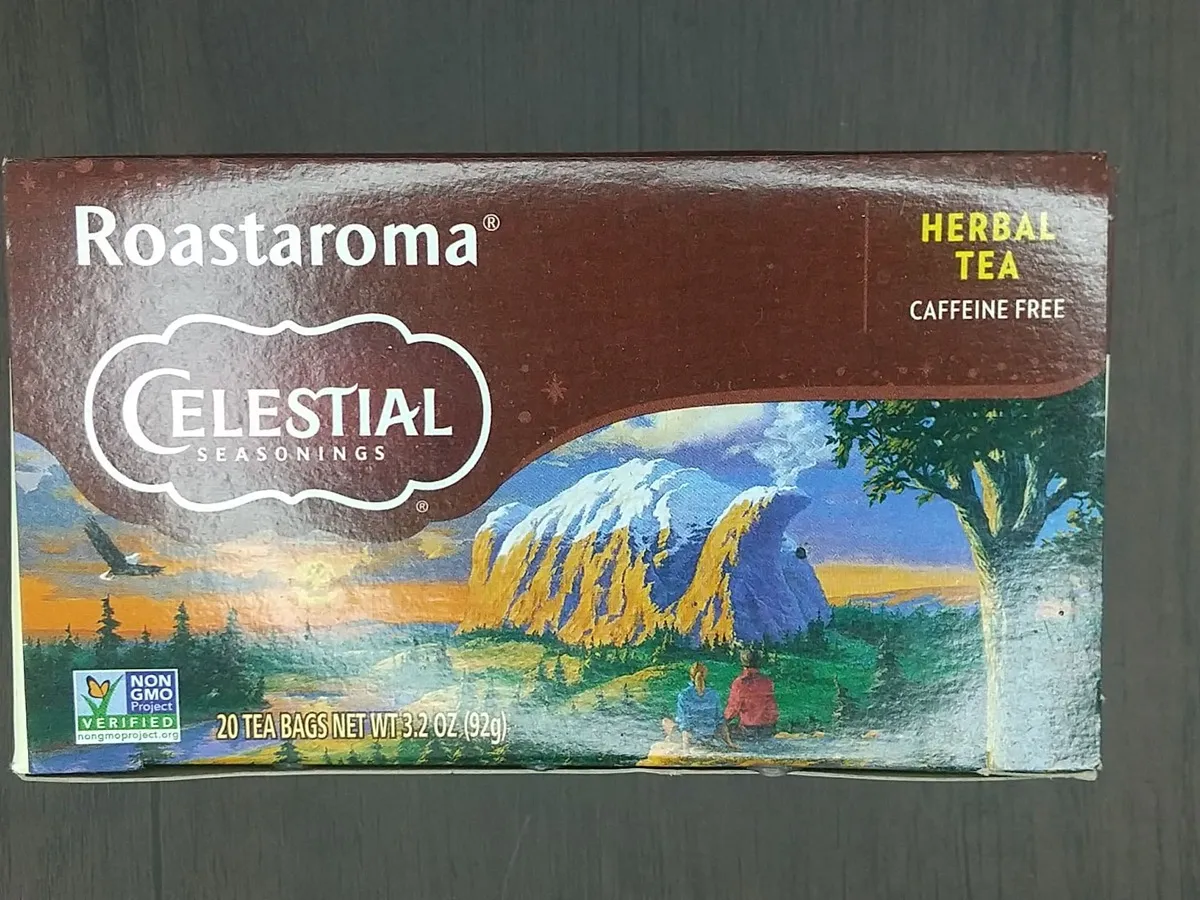 Roastaroma®
HERBAL
TEA
CAFFEINE FREE
CELESTIAL
SEASONINGS
®
NON
GMO
Project
VERIFIED
nongmoproject.org
20 TEA BAGS NET WT 3.2 OZ (92g)